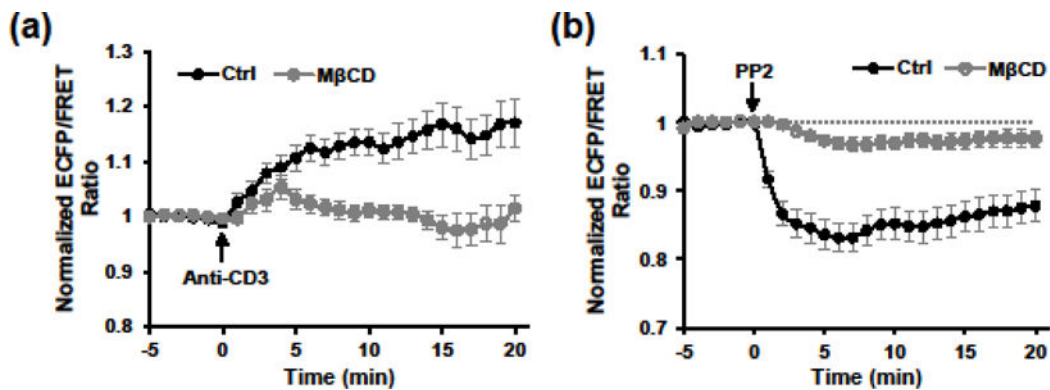 (a)
Normalized ECFP/FRET
Ratio
1.3
1.2
1.1
1
0.9
0.8
Ctrl MβCD
Anti-CD3
-5 0 5 10 15 20
Time (min)
(b)
Normalized ECFP/FRET
Ratio
1.1
1
0.9
0.8
0.7
PP2
Ctrl MβCD
-5 0 5 10 15 20
Time (min)